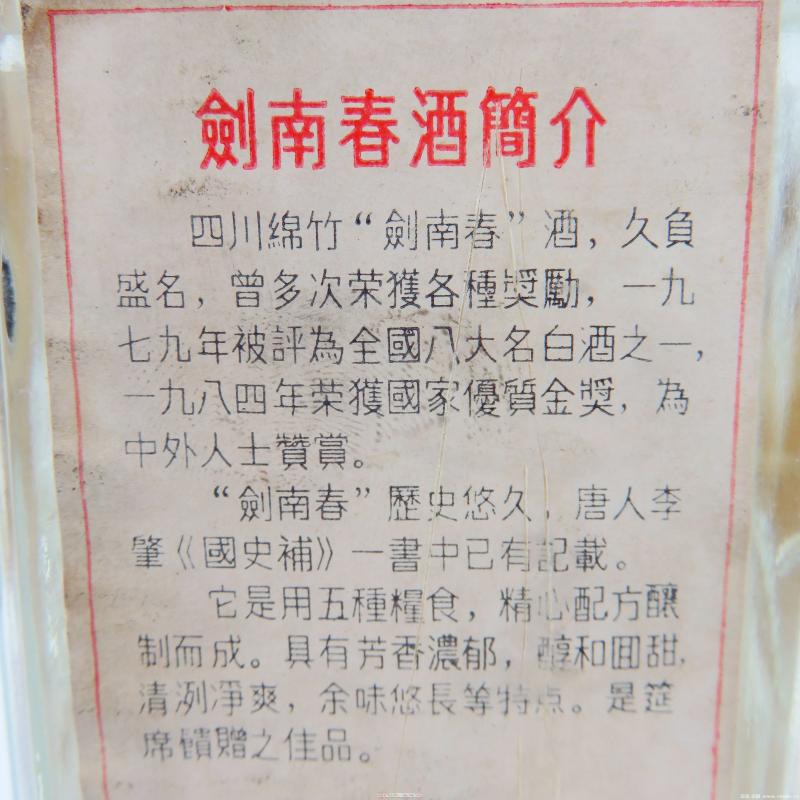 劍南春酒簡介
四川綿竹“劍南春”酒，久負
盛名，曾多次荣獲各種奬勵，一九
七九年被評為全國八大名白酒之一，
一九八四年荣獲國家優質金奬，為
中外人士贊賞。
“劍南春”歷史悠久，唐人李
肇《國史補》一書中已有記載。
它是用五種糧食，精心配方釀
制而成。具有芳香濃郁，醇和囬甜，
清洌淨爽，余味悠長等特点。是筵
席饋贈之佳品。